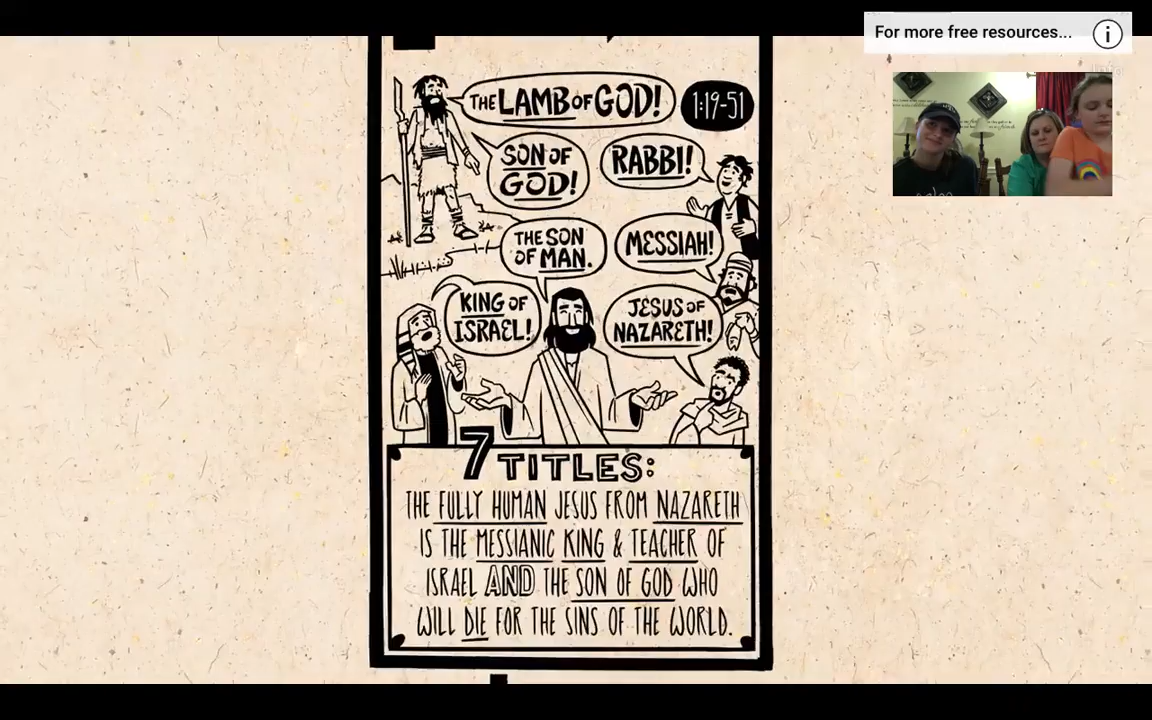 For more free resources...
THE LAMB OF GOD!
1:19-51
SON OF
GOD!
RABBI!
THE SON
OF MAN.
MESSIAH!
KING OF
ISRAEL!
JESUS OF
NAZARETH!
7 TITLES:
THE FULLY HUMAN JESUS FROM NAZARETH
IS THE MESSIANIC KING & TEACHER OF
ISRAEL AND THE SON OF GOD WHO
WILL DIE FOR THE SINS OF THE WORLD.